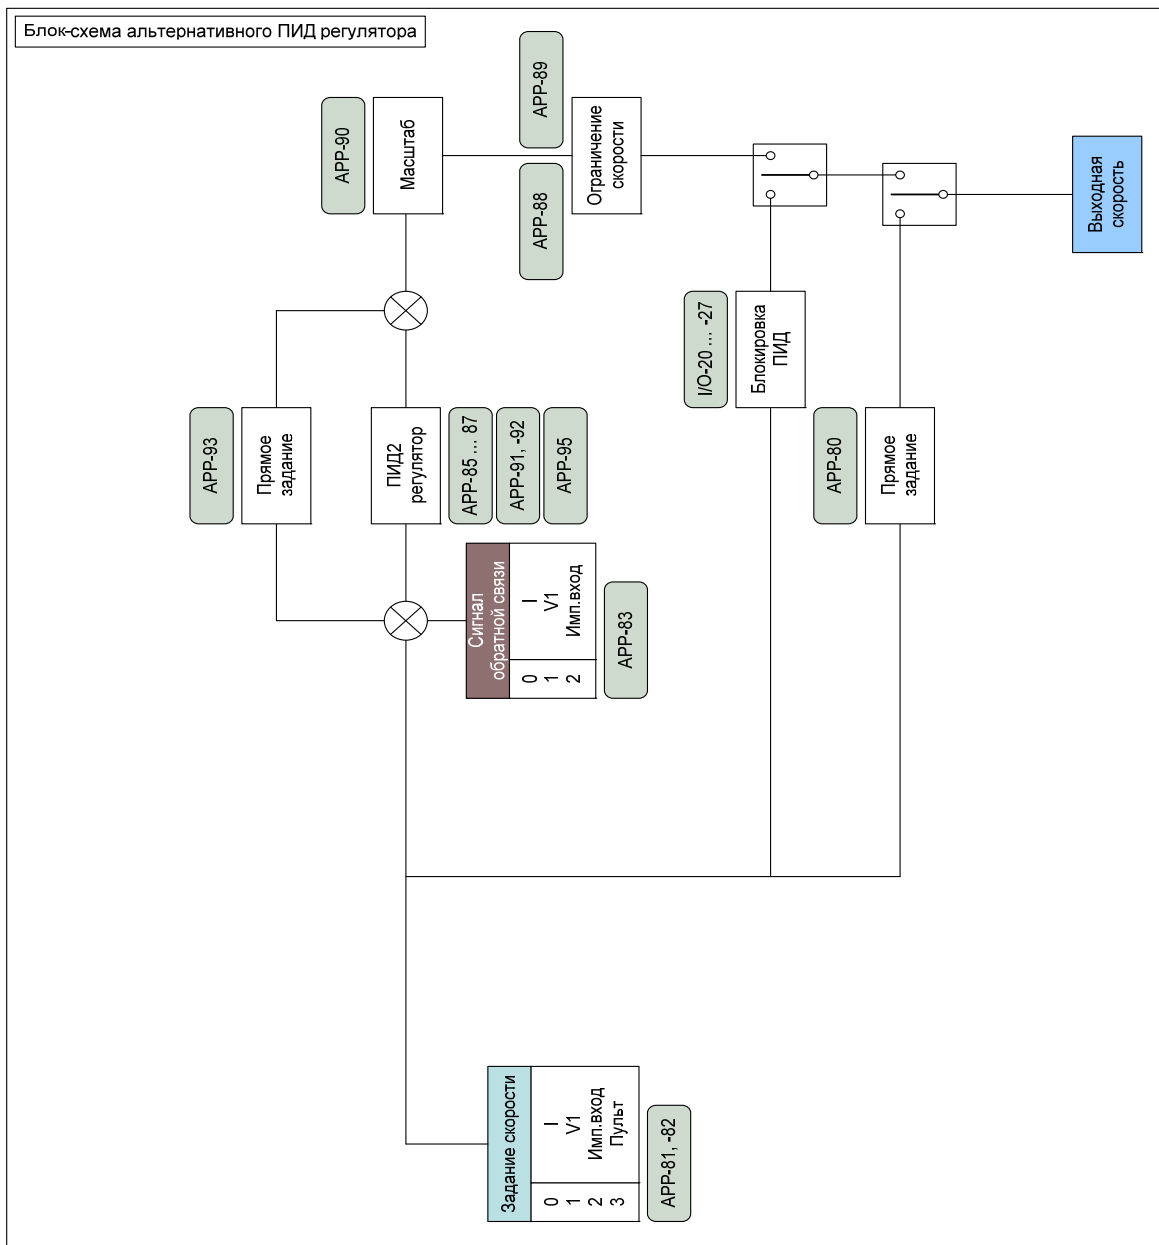 Блок-схема альтернативного ПИД регулятора
APP-90
Масштаб
APP-89
APP-88
Ограничение
скорости
Выходная
скорость
I/O-20 ... -27
Блокировка
ПИД
APP-93
Прямое
задание
ПИД2
регулятор
APP-85 ... 87
APP-91, -92
APP-95
APP-80
Прямое
задание
Сигнал
обратной связи
0 I
1 V1
2 Имп.вход
APP-83
Задание скорости
0 I
1 V1
2 Имп.вход
3 Пульт
APP-81, -82